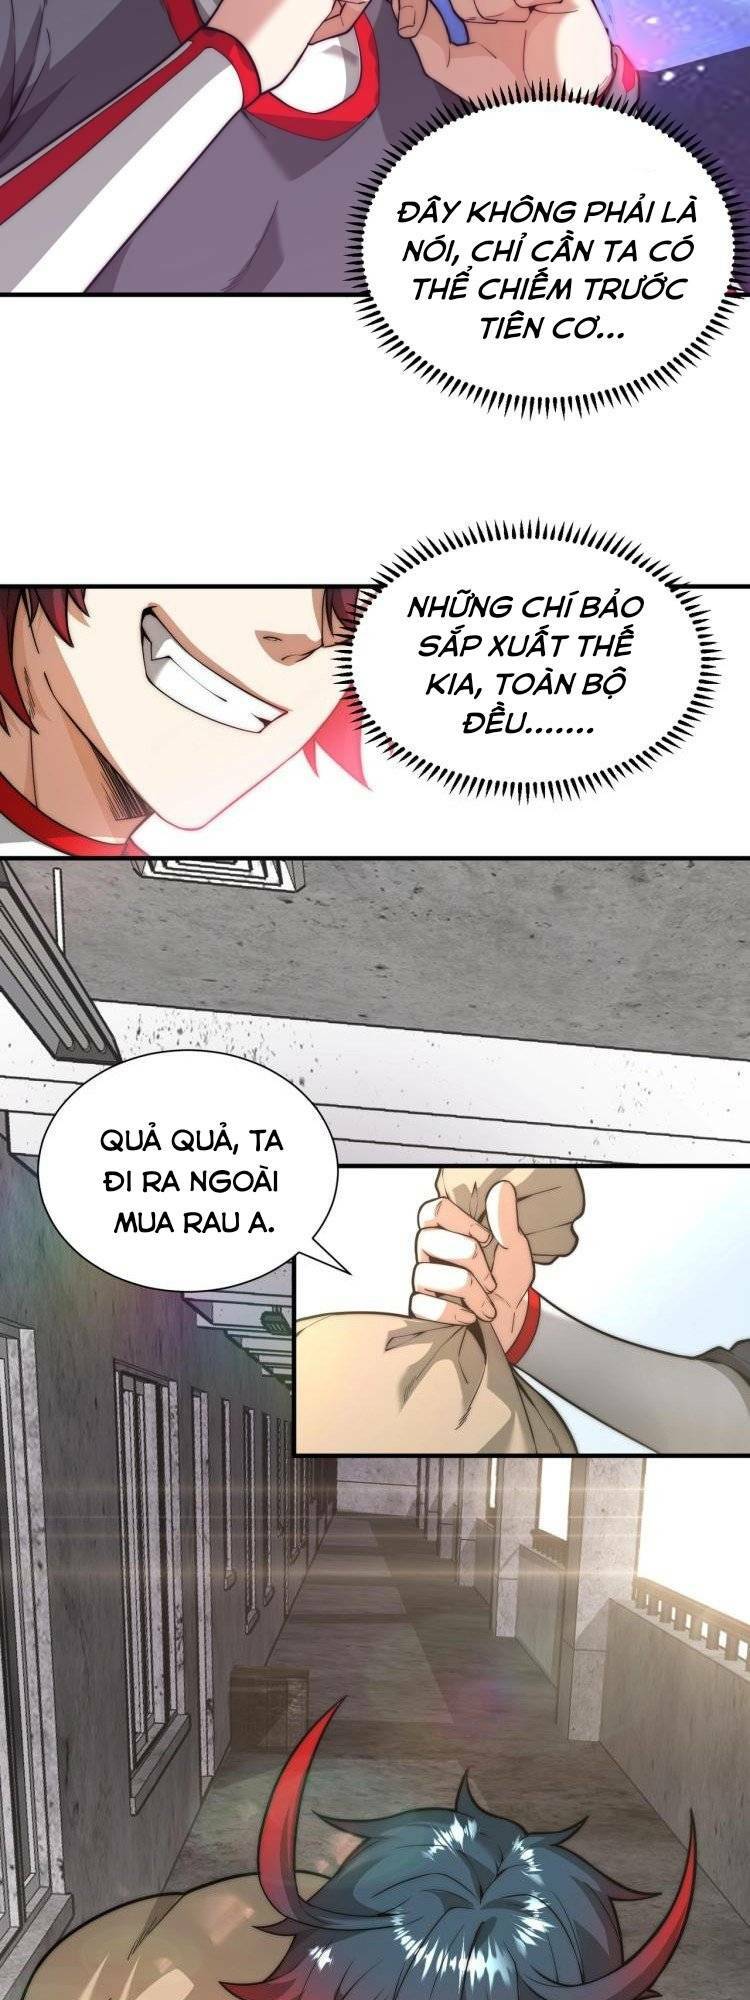 ĐÂY KHÔNG PHẢI LÀ
NÓI, CHỈ CẦN TA CÓ
THỂ CHIẾM TRƯỚC
TIÊN CƠ...
NHỮNG CHÍ BẢO
SẮP XUẤT THẾ
KIA, TOÀN BỘ
ĐỀU.......
QUẢ QUẢ, TA
ĐI RA NGOÀI
MUA RAU A.